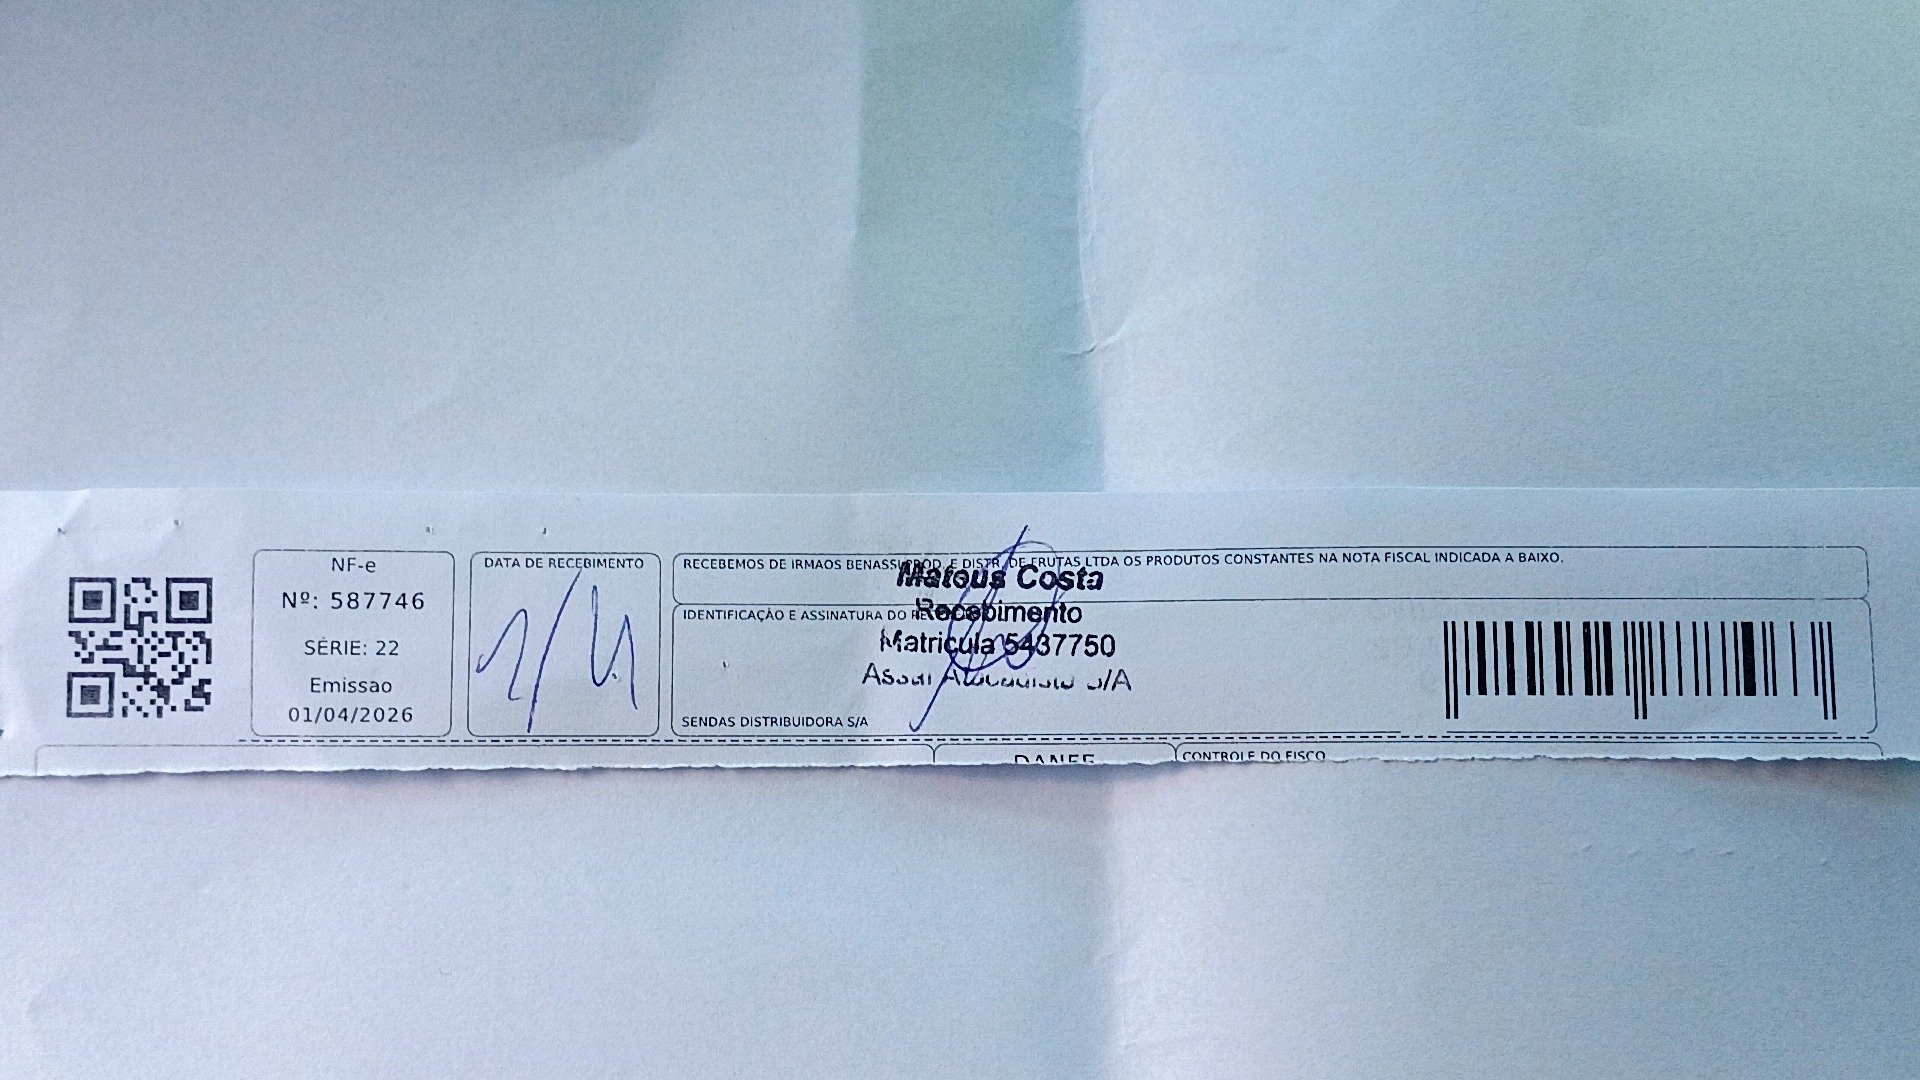 NF-e
Nº: 587746
SÉRIE: 22
Emissao
01/04/2026
DATA DE RECEBIMENTO
RECEBEMOS DE IRMAOS BENASSI PROD. E DISTR. DE FRUTAS LTDA OS PRODUTOS CONSTANTES NA NOTA FISCAL INDICADA A BAIXO.
IDENTIFICAÇÃO E ASSINATURA DO
Mateus Costa
Recebimento
Matricula 5437750
S/A
SENDAS DISTRIBUIDORA S/A
DANFE
CONTROLE DO FISCO